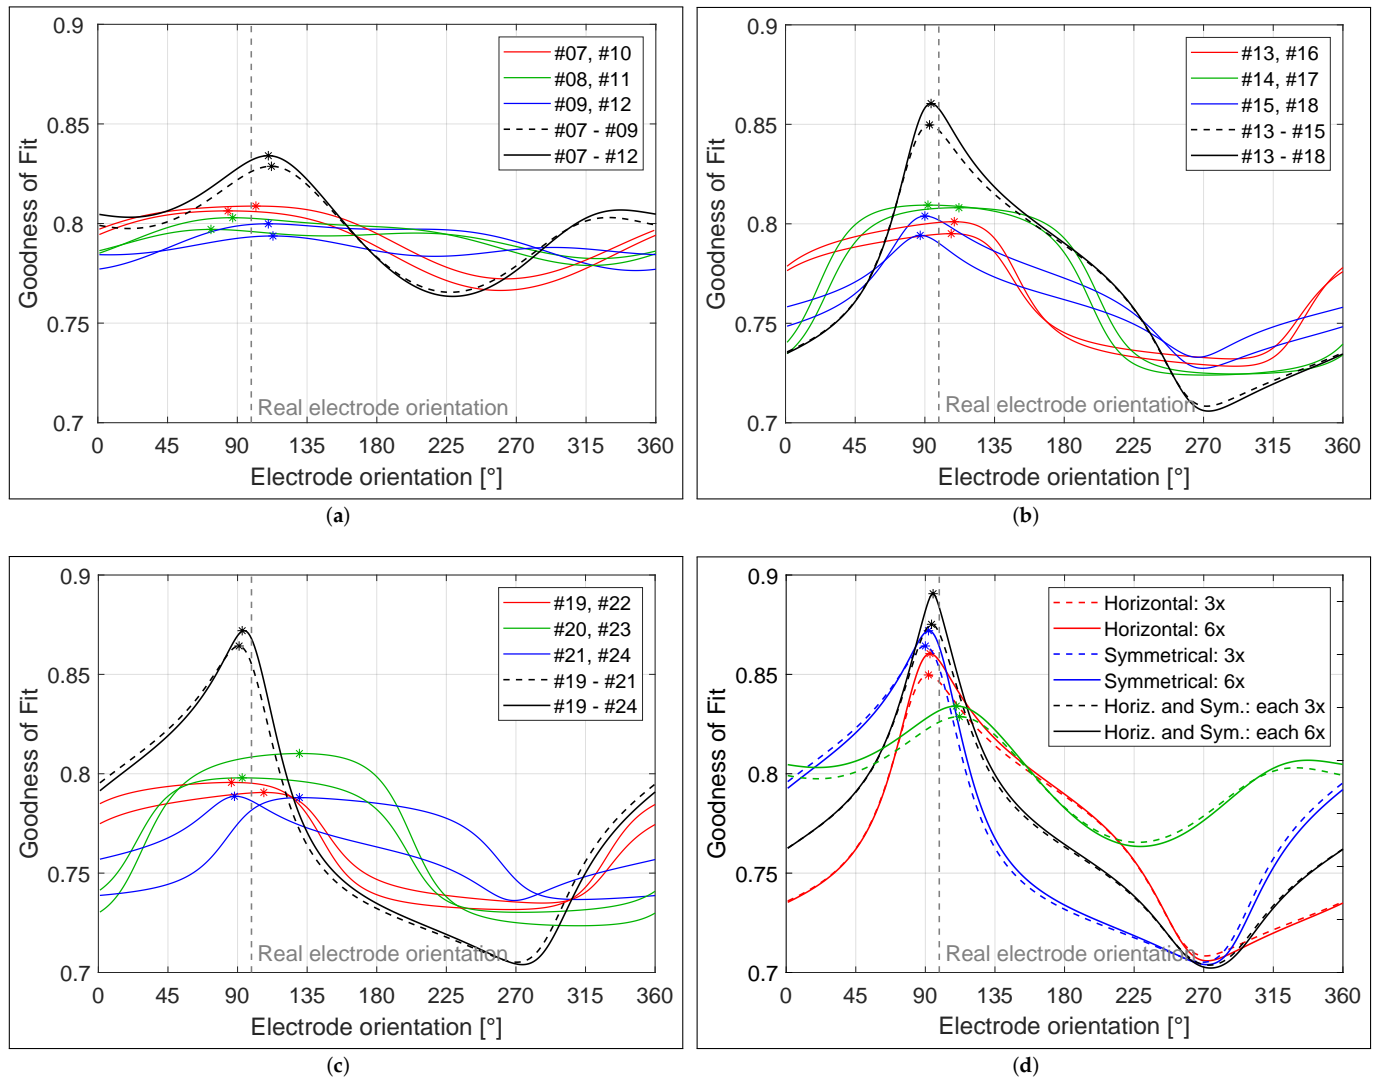 0.9
0.85
0.8
0.75
0.7
Goodness of Fit
#07, #10
#08, #11
#09, #12
#07 - #09
#07 - #12
Real electrode orientation
0 45 90 135 180 225 270 315 360
Electrode orientation [°]
(a)
0.9
0.85
0.8
0.75
0.7
Goodness of Fit
#13, #16
#14, #17
#15, #18
#13 - #15
#13 - #18
Real electrode orientation
0 45 90 135 180 225 270 315 360
Electrode orientation [°]
(b)
0.9
0.85
0.8
0.75
0.7
Goodness of Fit
#19, #22
#20, #23
#21, #24
#19 - #21
#19 - #24
Real electrode orientation
0 45 90 135 180 225 270 315 360
Electrode orientation [°]
(c)
0.9
0.85
0.8
0.75
0.7
Goodness of Fit
Horizontal: 3x
Horizontal: 6x
Symmetrical: 3x
Symmetrical: 6x
Horiz. and Sym.: each 3x
Horiz. and Sym.: each 6x
Real electrode orientation
0 45 90 135 180 225 270 315 360
Electrode orientation [°]
(d)